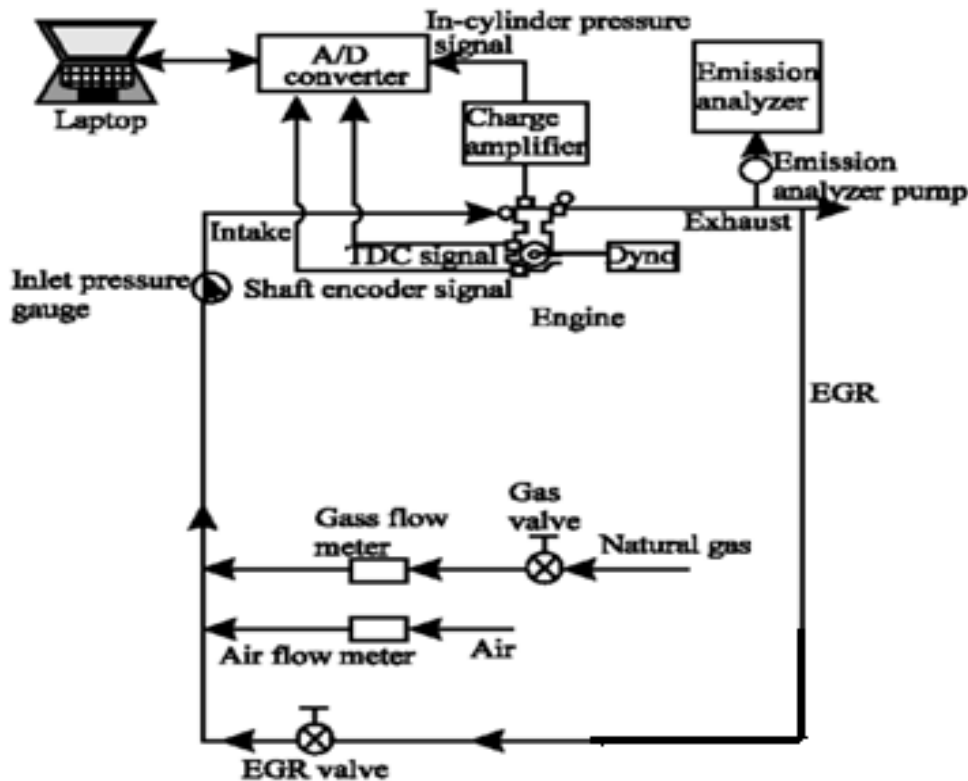 In-cylinder pressure
signal
A/D
converter
Emission
analyzer
Laptop
Charge
amplifier
Emission
analyzer pump
Intake
Exhaust
TDC signal
Dyno
Inlet pressure
gauge
Shaft encoder signal
Engine
EGR
Gas
valve
Gass flow
meter
Natural gas
Air flow meter
Air
EGR valve